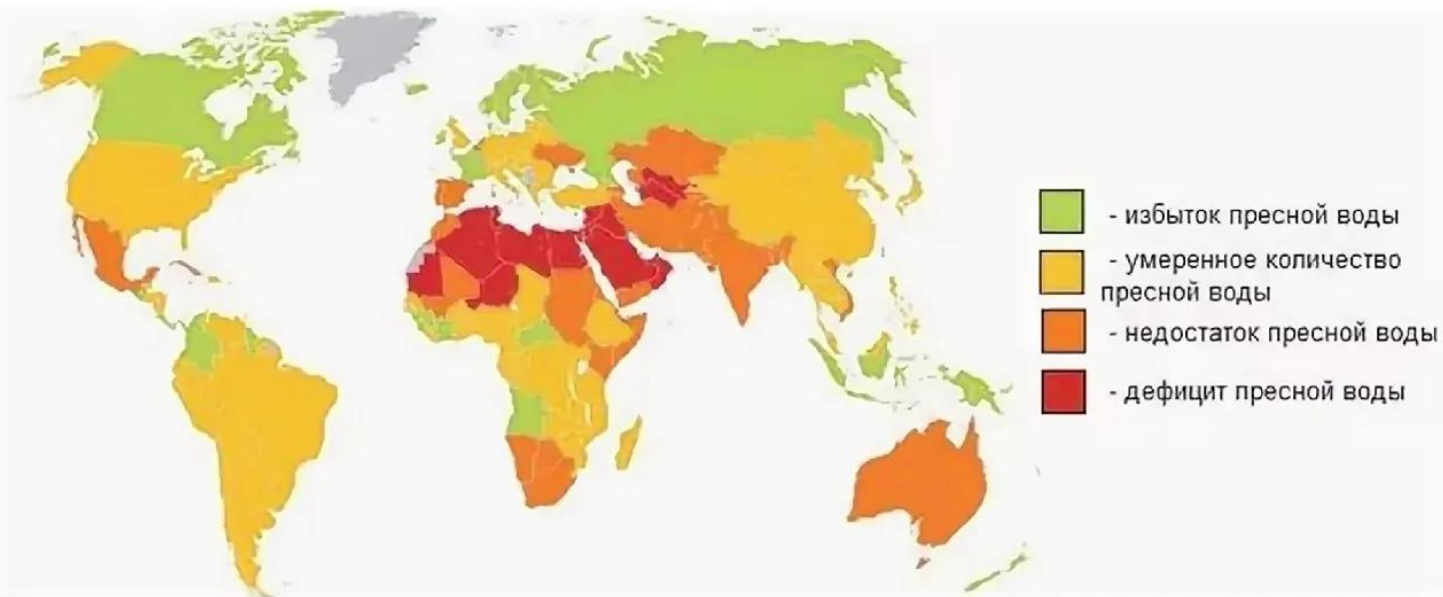 - избыток пресной воды
- умеренное количество
пресной воды
- недостаток пресной воды
- дефицит пресной воды